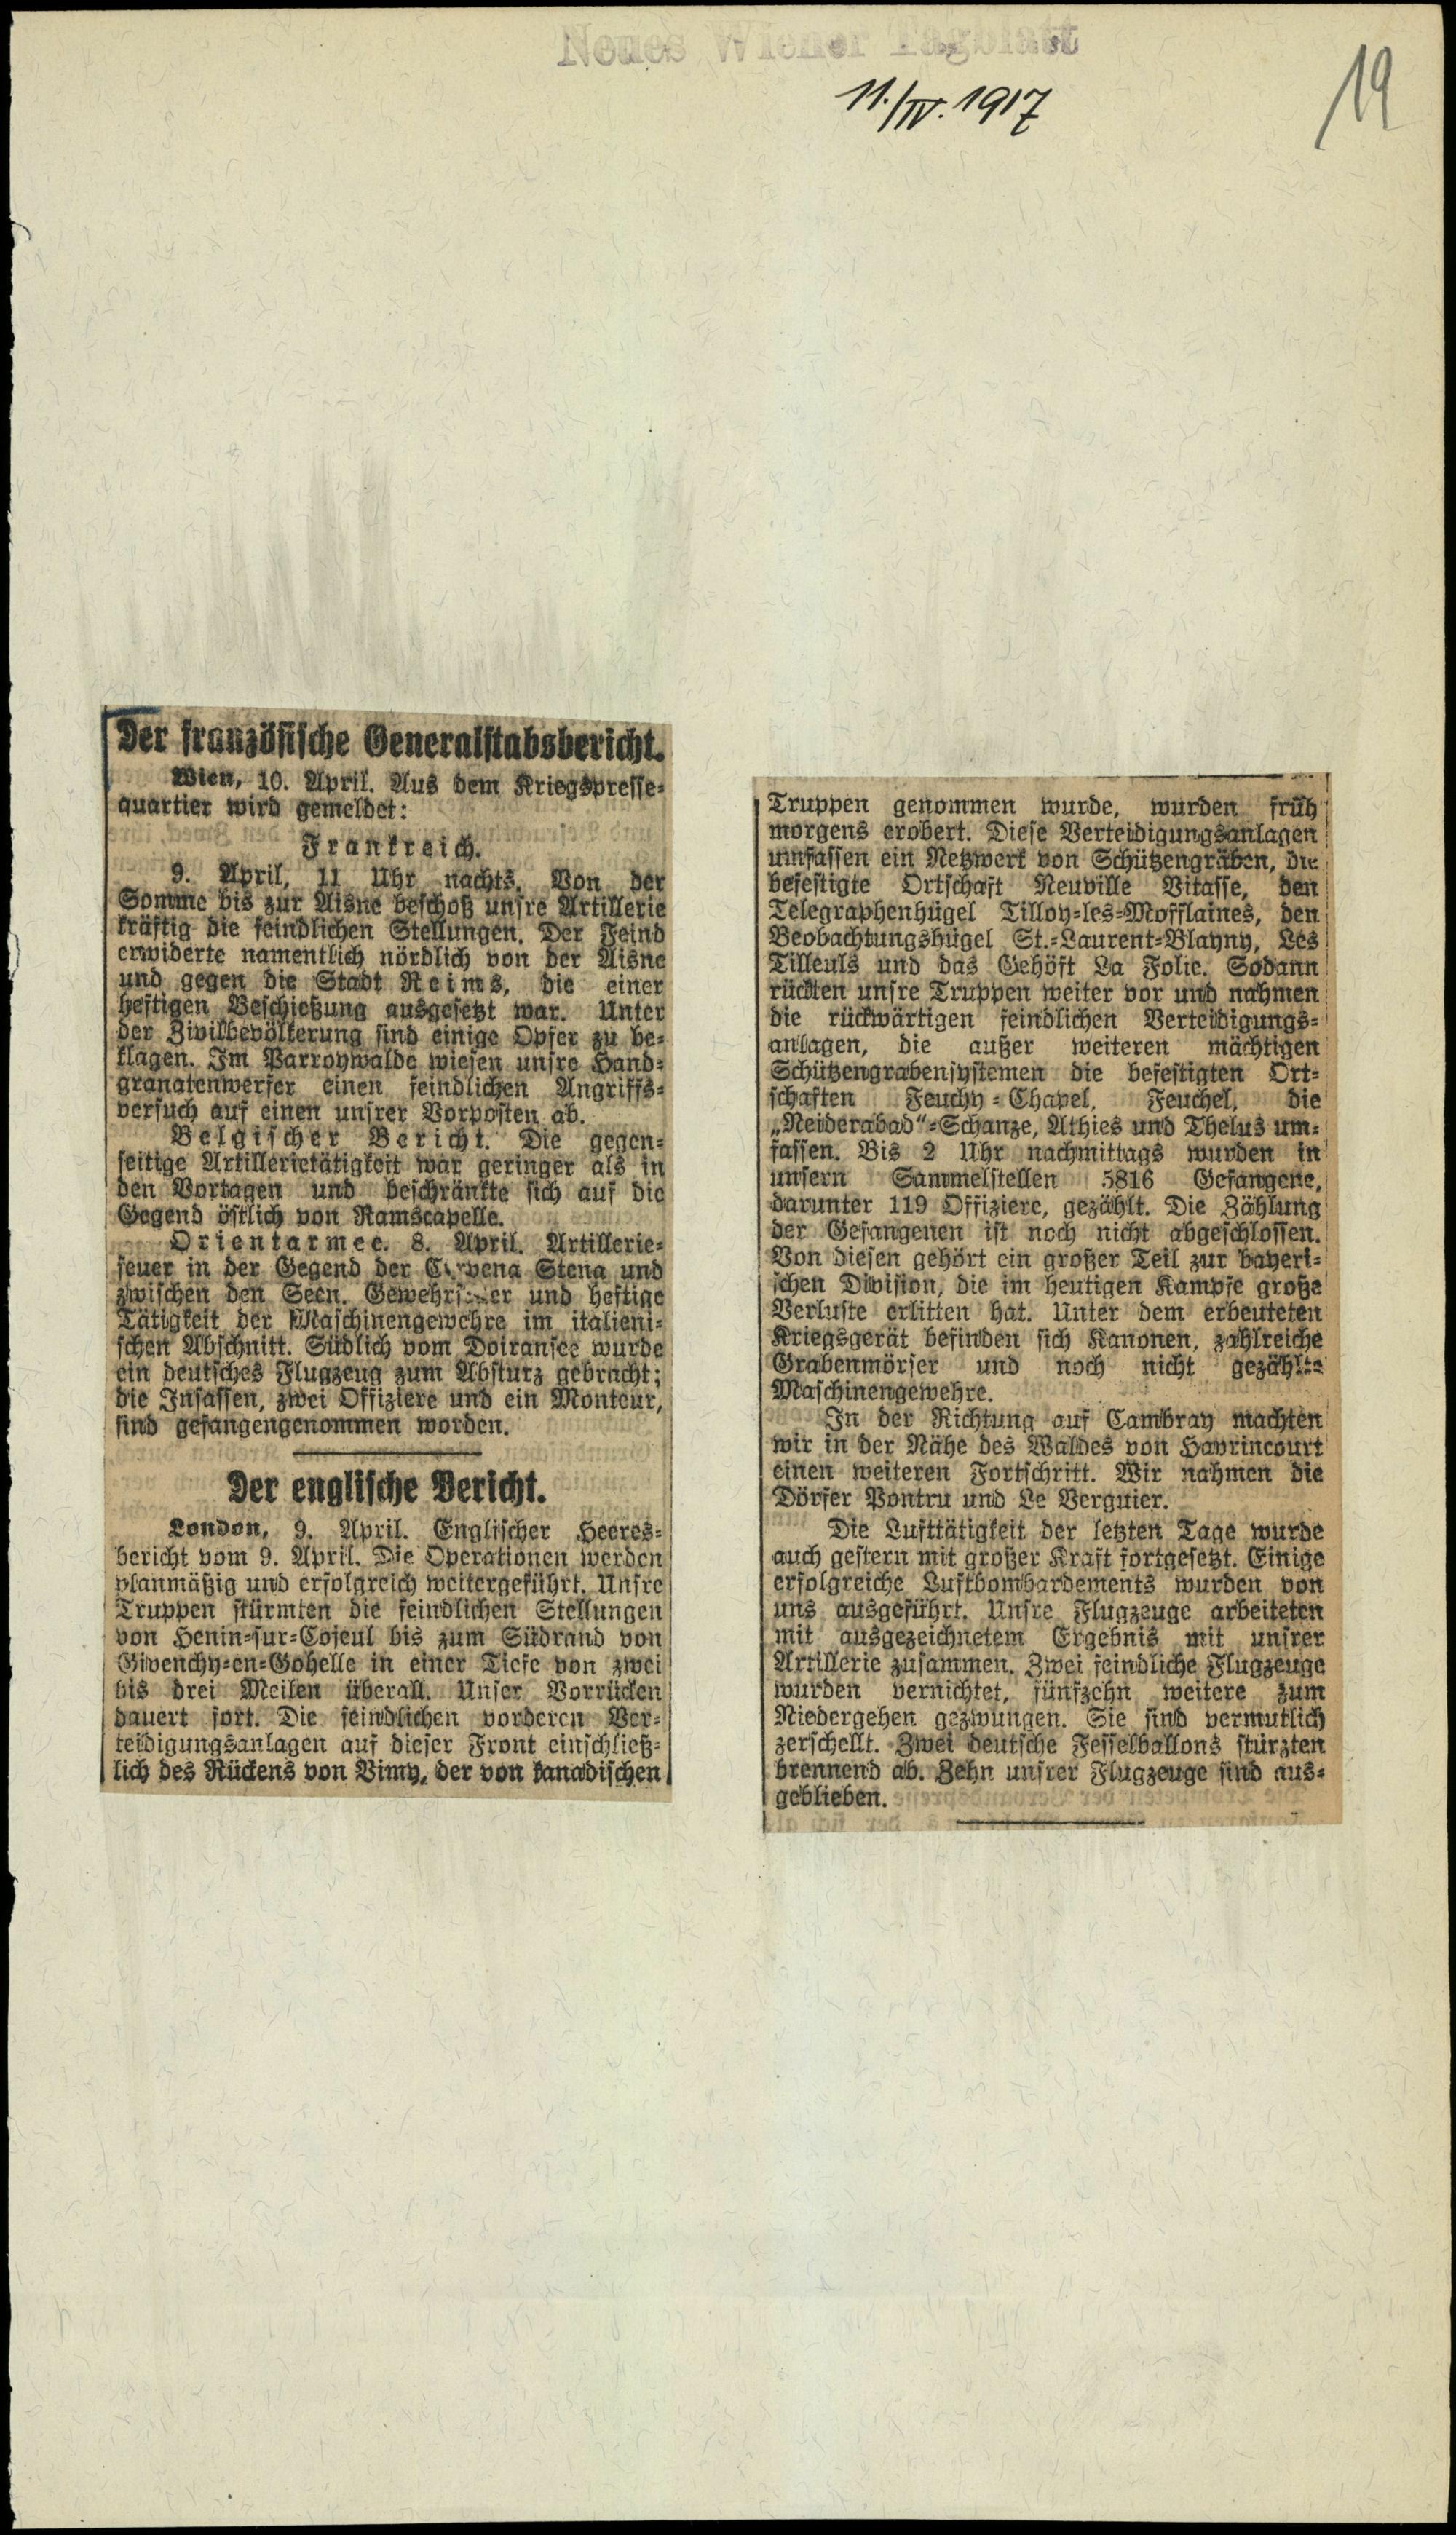 Neues Wiener Tagblatt
11./IV. 1917
19
Der französische Generalstabsbericht.
Wien, 10. April. Aus dem Kriegspresse-
quartier wird gemeldet:
Frankreich.
9. April, 11 Uhr nachts. Von der
Somme bis zur Aisne beschoß unsre Artillerie
kräftig die feindlichen Stellungen. Der Feind
erwiderte namentlich nördlich von der Aisne
und gegen die Stadt Reims, die einer
heftigen Beschießung ausgesetzt war. Unter
der Zivilbevölkerung sind einige Opfer zu be-
klagen. Im Parroywalde wiesen unsre Hand-
granatenwerfer einen feindlichen Angriffs-
versuch auf einen unsrer Vorposten ab.
Belgischer Bericht. Die gegen-
seitige Artillerietätigkeit war geringer als in
den Vortagen und beschränkte sich auf die
Gegend östlich von Ramscapelle.
Orientarmee. 8. April. Artillerie-
feuer in der Gegend der Stena und
zwischen den Seen. und heftige
Tätigkeit der Maschinengewehre im italieni-
schen Abschnitt. Südlich vom Doiransee wurde
ein deutsches Flugzeug zum Absturz gebracht;
die Insassen, zwei Offiziere und ein Monteur,
sind gefangengenommen worden.
Der englische Bericht.
London, 9. April. Englischer Heeres-
bericht vom 9. April. Die Operationen werden
planmäßig und erfolgreich weitergeführt. Unsre
Truppen stürmten die feindlichen Stellungen
von Henin-sur-Cojeul bis zum Südrand von
Givenchy-en-Gohelle in einer Tiefe von zwei
bis drei Meilen überall. Unser Vorrücken
dauert fort. Die feindlichen vorderen Ver-
teidigungsanlagen auf dieser Front einschließ-
lich des Rückens von Vimy, der von kanadischen
Truppen genommen wurde, wurden früh
morgens erobert. Diese Verteidigungsanlagen
umfassen ein Netzwerk von Schützengräben, die
befestigte Ortschaft Neuville Vitasse, den
Telegraphenhügel Tilloy-les-Mofflaines, den
Beobachtungshügel St.-Laurent-Blayny, Les
Tilleuls und das Gehöft La Folie. Sodann
rückten unsre Truppen weiter vor und nahmen
die rückwärtigen feindlichen Verteidigungs-
anlagen, die außer weiteren mächtigen
Schützengrabensystemen die befestigten Ort-
schaften Feuchy-Chapel, Feuchel, die
„Neiderabad“-Schanze, Athies und Thelus um-
fassen. Bis 2 Uhr nachmittags wurden in
unsern Sammelstellen 5816 Gefangene,
darunter 119 Offiziere, gezählt. Die Zählung
der Gefangenen ist noch nicht abgeschlossen.
Von diesen gehört ein großer Teil zur bayeri-
schen Division, die im heutigen Kampfe große
Verluste erlitten hat. Unter dem erbeuteten
Kriegsgerät befinden sich Kanonen, zahlreiche
Grabenmörser und noch nicht gezählte
Maschinengewehre.
In der Richtung auf Cambray machten
wir in der Nähe des Waldes von Havrincourt
einen weiteren Fortschritt. Wir nahmen die
Dörfer Pontru und Le Verguier.
Die Lufttätigkeit der letzten Tage wurde
auch gestern mit großer Kraft fortgesetzt. Einige
erfolgreiche Luftbombardements wurden von
uns ausgeführt. Unsre Flugzeuge arbeiteten
mit ausgezeichnetem Ergebnis mit unsrer
Artillerie zusammen. Zwei feindliche Flugzeuge
wurden vernichtet, fünfzehn weitere zum
Niedergehen gezwungen. Sie sind vermutlich
zerschellt. Zwei deutsche Fesselballons stürzten
brennend ab. Zehn unsrer Flugzeuge sind aus-
geblieben.